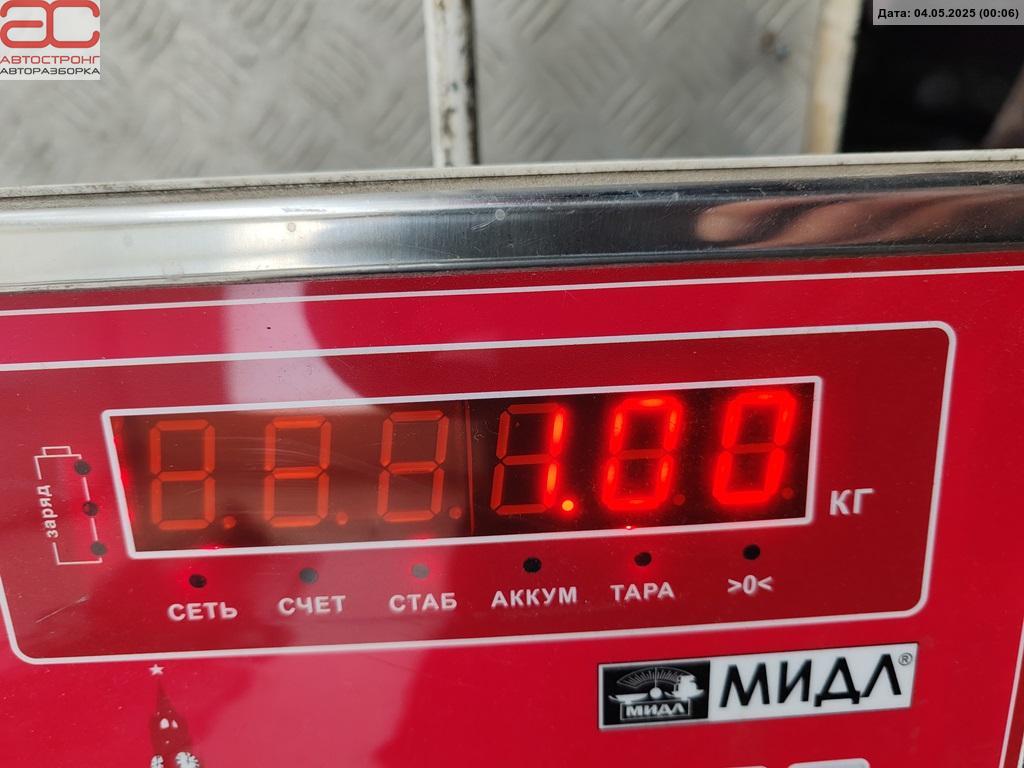 АВТОСТРОНГ
АВТОРАЗБОРКА
Дата: 04.05.2025 (00:06)
1.00
КГ
заряд
СЕТЬ СЧЕТ СТАБ АККУМ ТАРА >0<
МИДЛ МИДЛ®